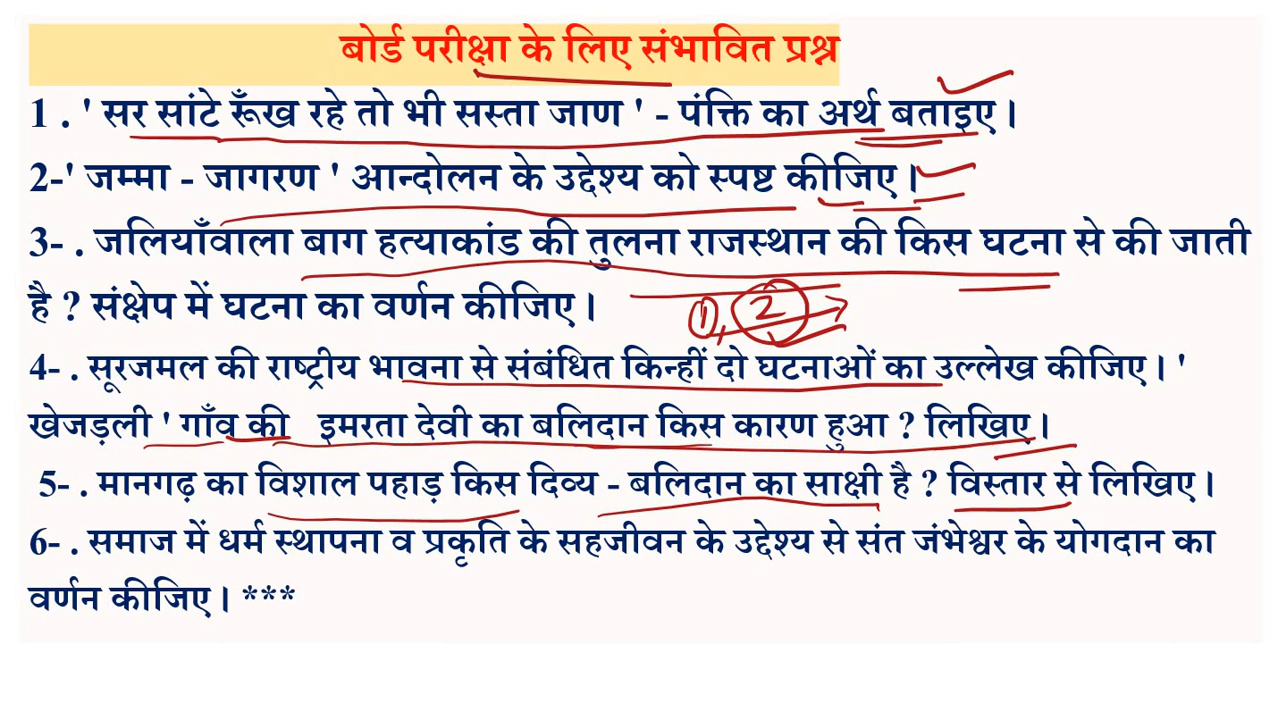 बोर्ड परीक्षा के लिए संभावित प्रश्न
1 . ' सर सांटे रूँख रहे तो भी सस्ता जाण ' - पंक्ति का अर्थ बताइए।
2-' जम्मा - जागरण ' आन्दोलन के उद्देश्य को स्पष्ट कीजिए।
3- . जलियाँवाला बाग हत्याकांड की तुलना राजस्थान की किस घटना से की जाती
है ? संक्षेप में घटना का वर्णन कीजिए।
1, 2
4- . सूरजमल की राष्ट्रीय भावना से संबंधित किन्हीं दो घटनाओं का उल्लेख कीजिए। '
खेजड़ली ' गाँव की इमरता देवी का बलिदान किस कारण हुआ ? लिखिए।
5- . मानगढ़ का विशाल पहाड़ किस दिव्य - बलिदान का साक्षी है ? विस्तार से लिखिए।
6- . समाज में धर्म स्थापना व प्रकृति के सहजीवन के उद्देश्य से संत जंभेश्वर के योगदान का
वर्णन कीजिए। ***